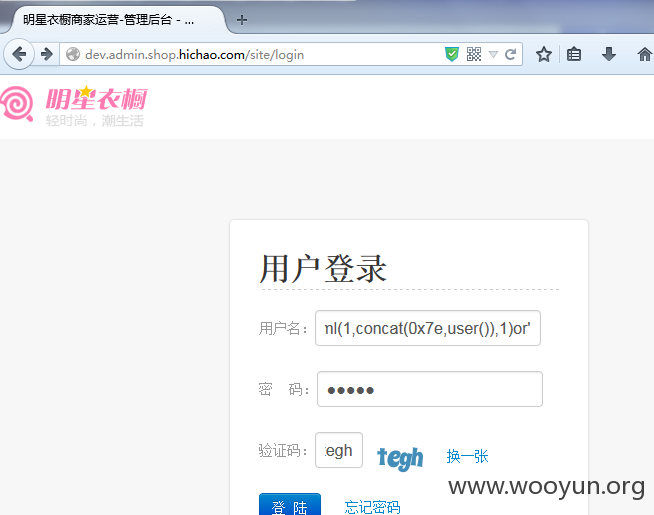 明星衣橱商家运营-管理后台 - ...
dev.admin.shop.hichao.com/site/login
明星衣橱
轻时尚，潮生活
用户登录
用户名： nl(1,concat(0x7e,user()),1)or'
密 码： ●●●●●
验证码： egh tegh 换一张
www.wooyun.org
登 陆 忘记密码